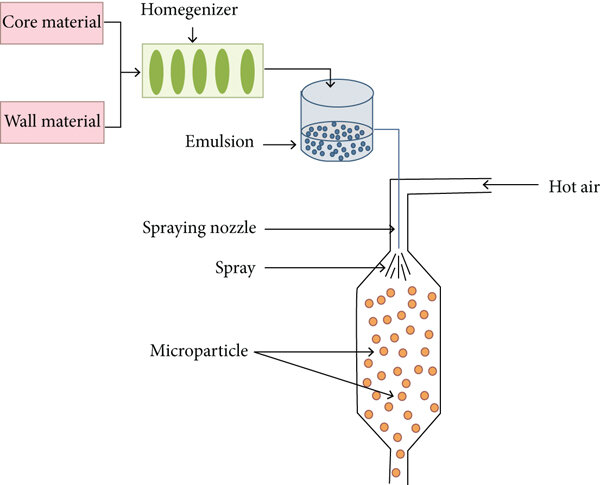 Homegenizer
Core material
Wall material
Emulsion
Hot air
Spraying nozzle
Spray
Microparticle